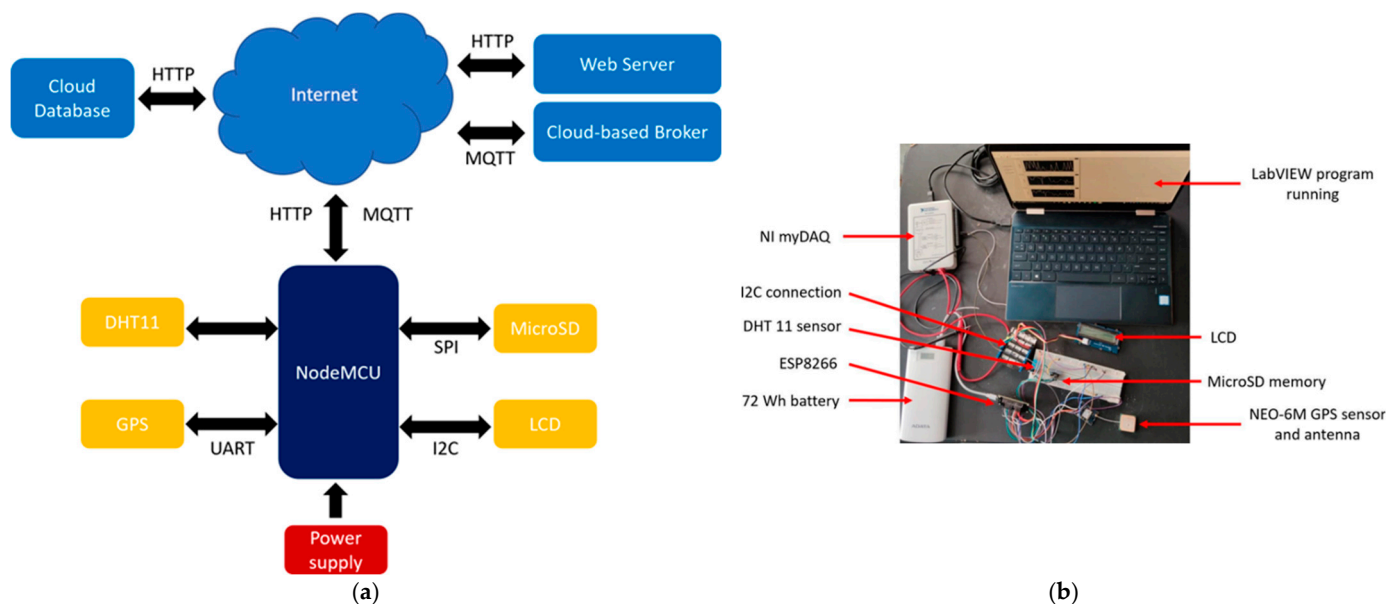 HTTP
Cloud
Database
Internet
HTTP
Web Server
Cloud-based Broker
MQTT
HTTP
MQTT
DHT11
GPS
UART
NodeMCU
SPI
MicroSD
I2C
LCD
Power
supply
(a)
NI myDAQ
I2C connection
DHT 11 sensor
ESP8266
72 Wh battery
LabVIEW program
running
LCD
MicroSD memory
NEO-6M GPS sensor
and antenna
(b)